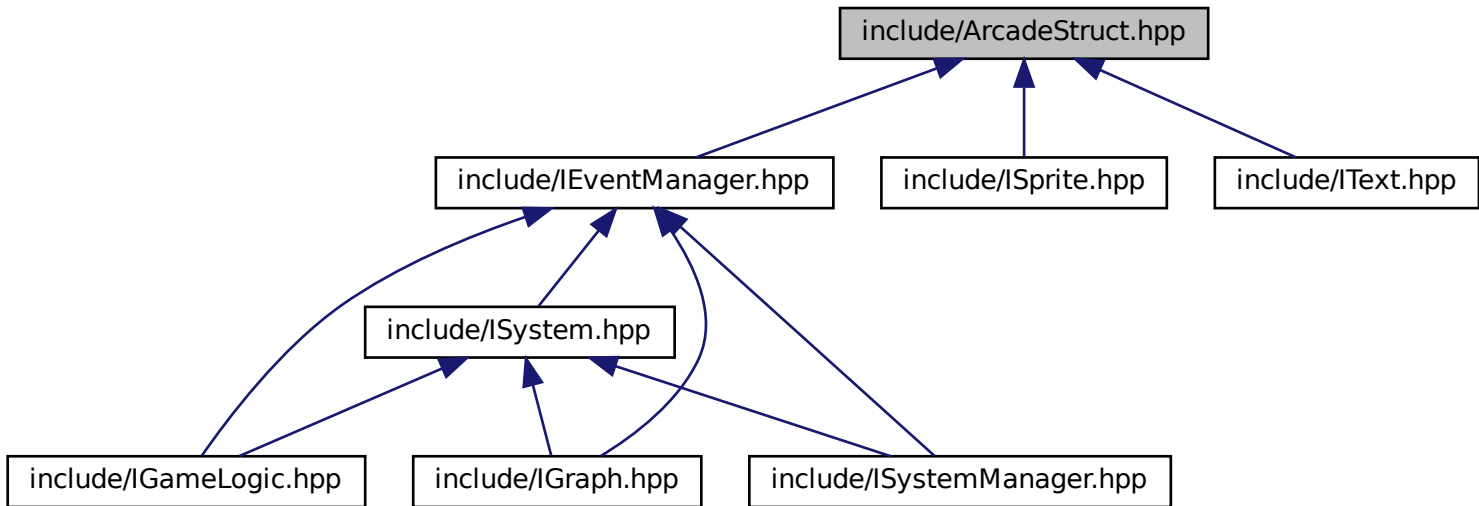 include/ArcadeStruct.hpp
include/IEventManager.hpp
include/ISprite.hpp
include/IText.hpp
include/ISystem.hpp
include/IGameLogic.hpp
include/IGraph.hpp
include/ISystemManager.hpp